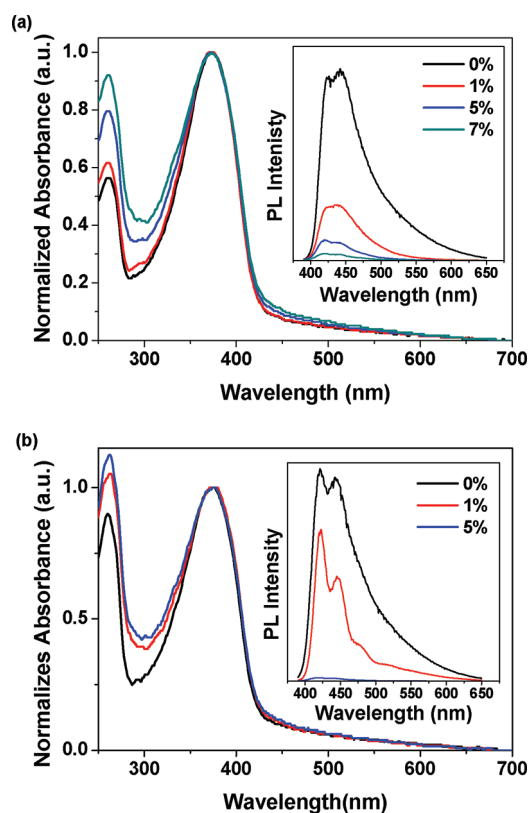 (a)
Normalized Absorbance (a.u.)
1.0
0.8
0.6
0.4
0.2
0.0
300 400 500 600 700
Wavelength (nm)
PL Intenisty
0%
1%
5%
7%
400 450 500 550 600 650
Wavelength (nm)
(b)
Normalizes Absorbance (a.u.)
1.0
0.5
0.0
300 400 500 600 700
Wavelength(nm)
PL Intensity
0%
1%
5%
400 450 500 550 600 650
Wavelength (nm)